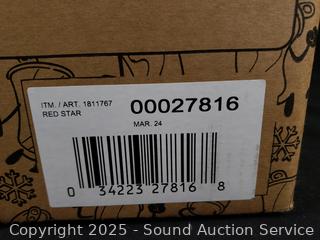 ITM. / ART. 1811767
00027816
RED STAR
MAR. 24
0 34223 27816 8
Copyright 2025 - Sound Auction Service